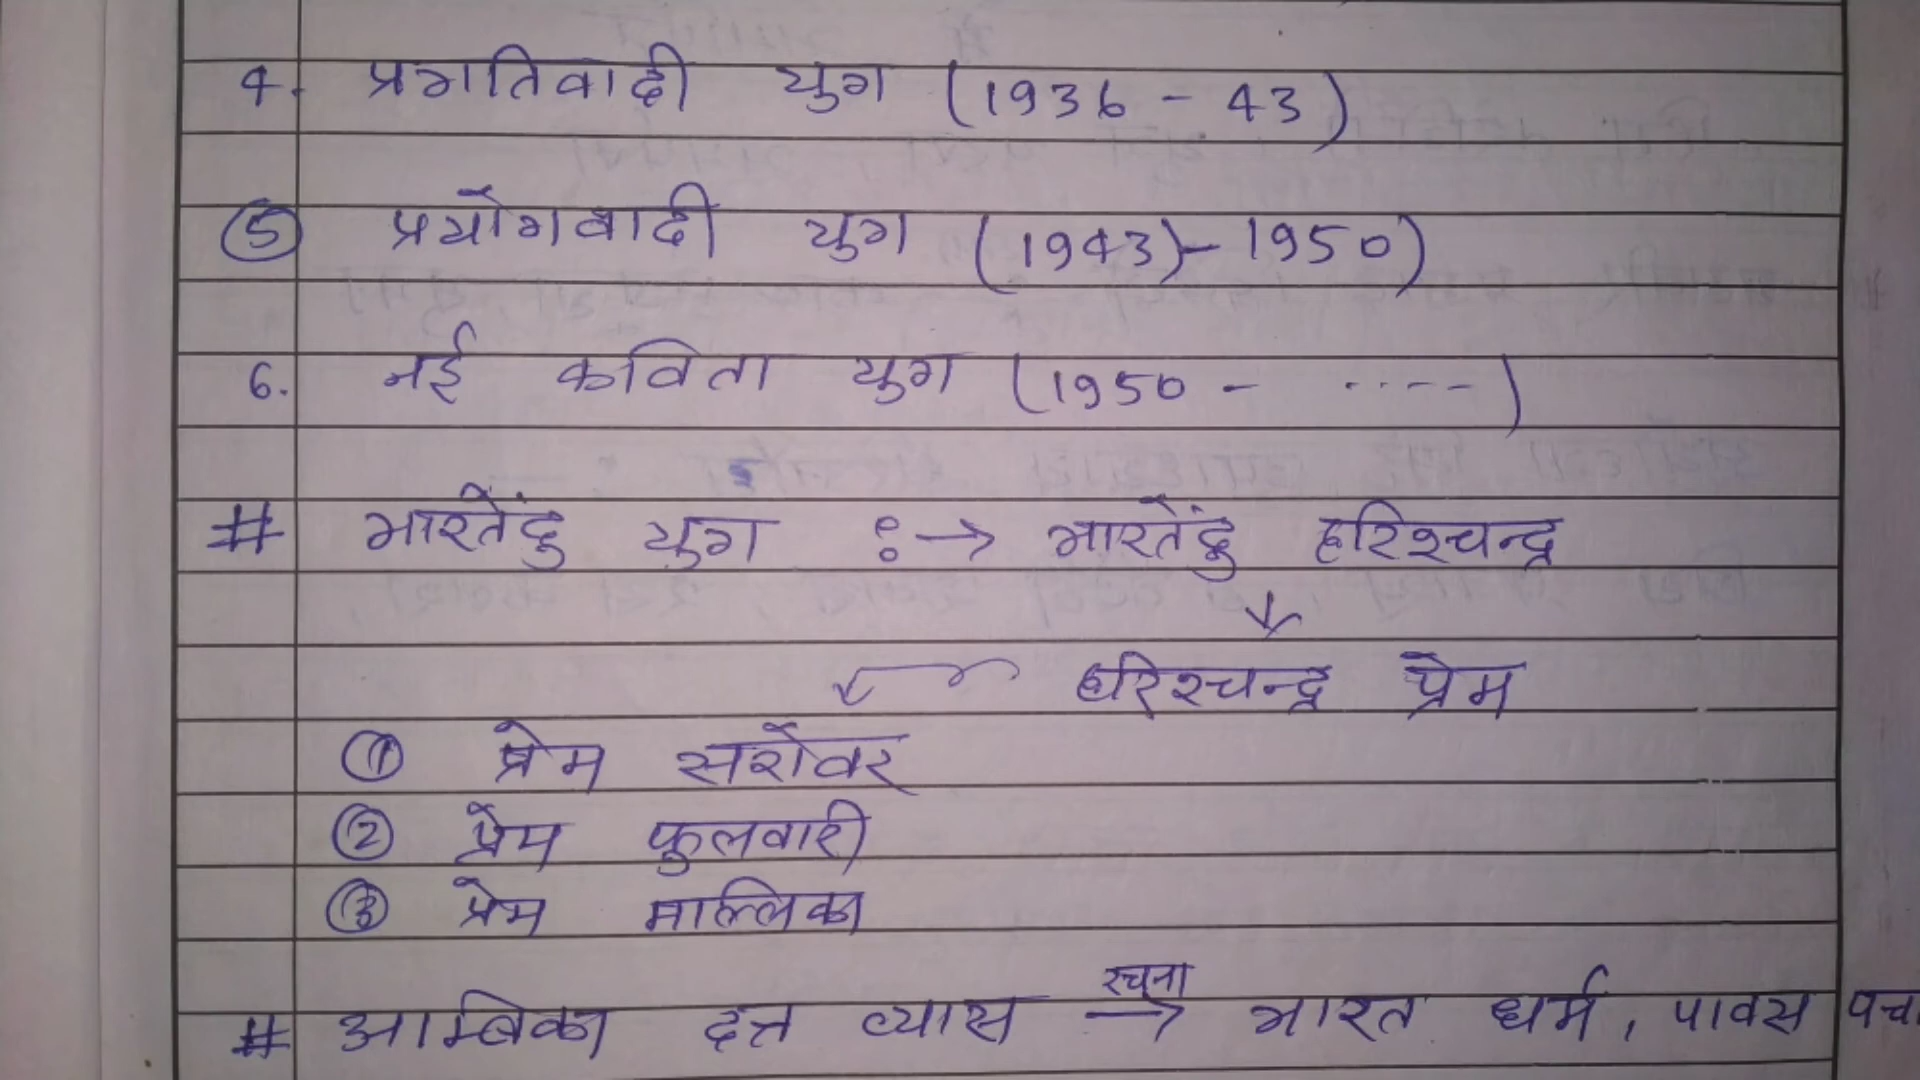 4. प्रगतिवादी युग (1936 - 43)
5 प्रयोगवादी युग (1943)-1950)
6. नई कविता युग (1950 - ....--)
# भारतेंदु युग :→ भारतेंदु हरिश्चन्द्र
↓
हरिश्चन्द्र प्रेम
① प्रेम सरोवर
② प्रेम फुलवारी
③ प्रेम माल्लिका
रचना
# आम्बिका दत्त व्यास → भारत धर्म, पावस पचा